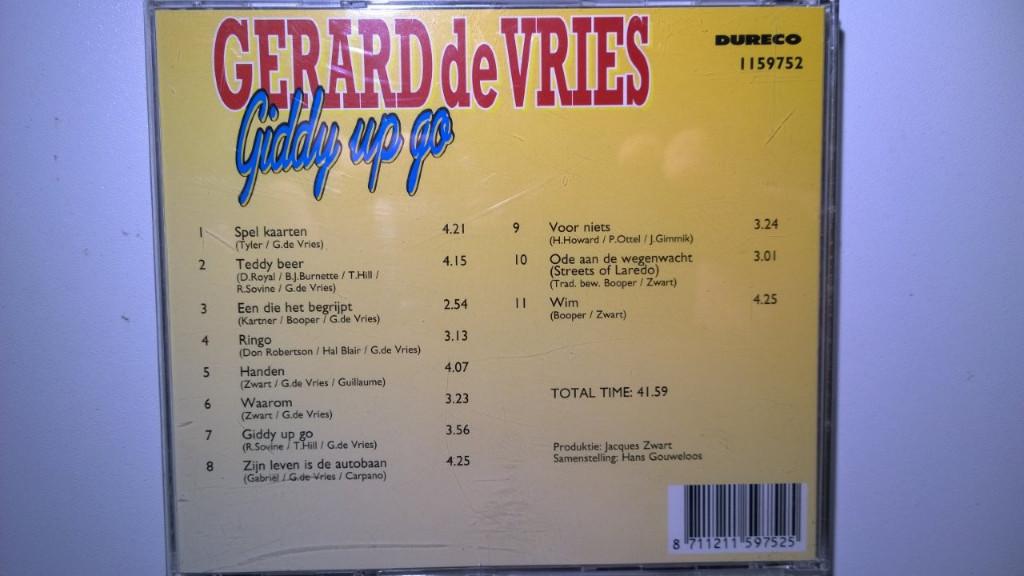 GERARD de VRIES
Giddy up go
DURECO
1159752
1 Spel kaarten 4.21
(Tyler / G.de Vries)
2 Teddy beer 4.15
(D.Royal / B.J.Burnette / T.Hill /
R.Sovine / G.de Vries)
3 Een die het begrijpt 2.54
(Kartner / Booper / G.de Vries)
4 Ringo 3.13
(Don Robertson / Hal Blair / G.de Vries)
5 Handen 4.07
(Zwart / G.de Vries / Guillaume)
6 Waarom 3.23
(Zwart / G.de Vries)
7 Giddy up go 3.56
(R.Sovine / T.Hill / G.de Vries)
8 Zijn leven is de autobaan 4.25
(Gabriël / G.de Vries / Carpano)
9 Voor niets 3.24
(H.Howard / P.Ottel / J.Gimmik)
10 Ode aan de wegenwacht 3.01
(Streets of Laredo)
(Trad. bew. Booper / Zwart)
11 Wim 4.25
(Booper / Zwart)
TOTAL TIME: 41.59
Produktie: Jacques Zwart
Samenstelling: Hans Gouweloos
8 711211 597525